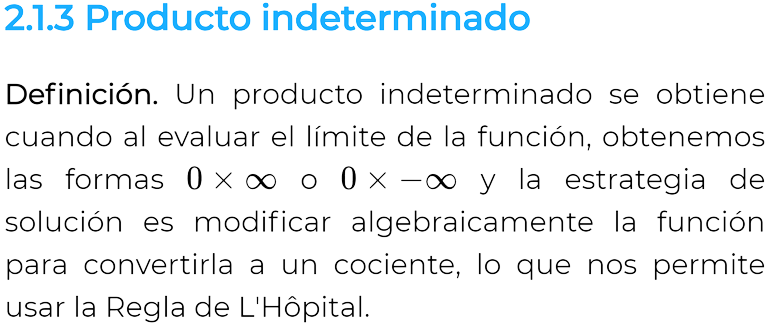 2.1.3 Producto indeterminado
Definición. Un producto indeterminado se obtiene
cuando al evaluar el límite de la función, obtenemos
las formas 0 × ∞ o 0 × −∞ y la estrategia de
solución es modificar algebraicamente la función
para convertirla a un cociente, lo que nos permite
usar la Regla de L'Hôpital.